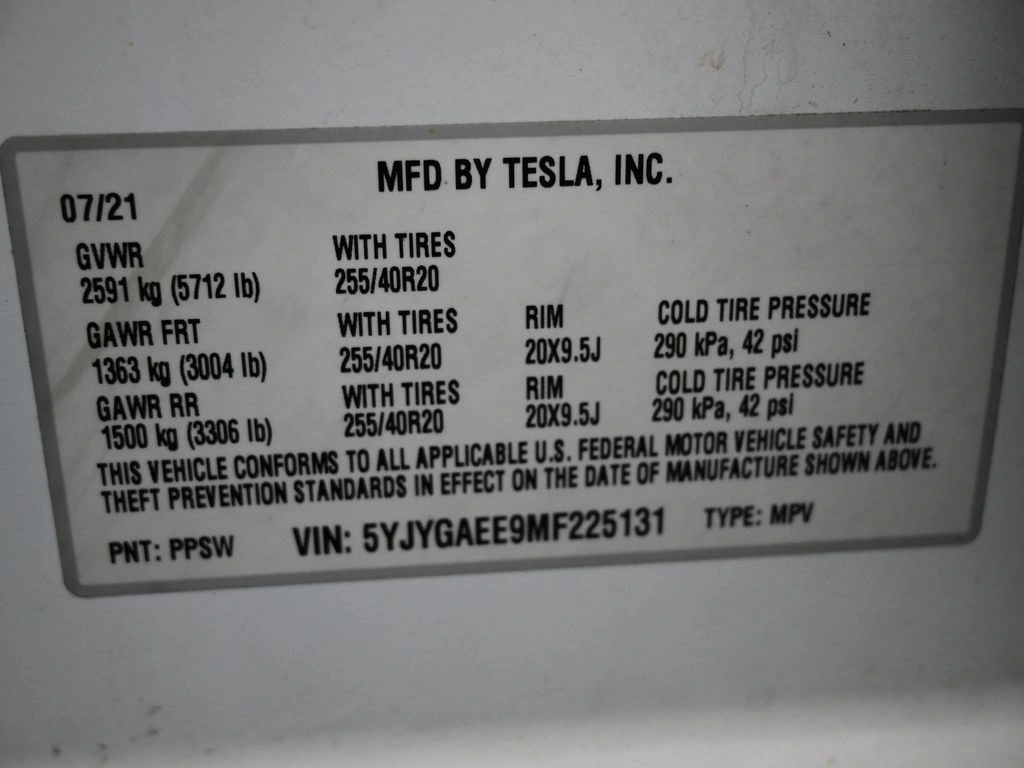 MFD BY TESLA, INC.
07/21
GVWR WITH TIRES
2591 kg (5712 lb) 255/40R20
GAWR FRT WITH TIRES RIM COLD TIRE PRESSURE
1363 kg (3004 lb) 255/40R20 20X9.5J 290 kPa, 42 psi
GAWR RR WITH TIRES RIM COLD TIRE PRESSURE
1500 kg (3306 lb) 255/40R20 20X9.5J 290 kPa, 42 psi
THIS VEHICLE CONFORMS TO ALL APPLICABLE U.S. FEDERAL MOTOR VEHICLE SAFETY AND
THEFT PREVENTION STANDARDS IN EFFECT ON THE DATE OF MANUFACTURE SHOWN ABOVE.
PNT: PPSW VIN: 5YJYGAEE9MF225131 TYPE: MPV